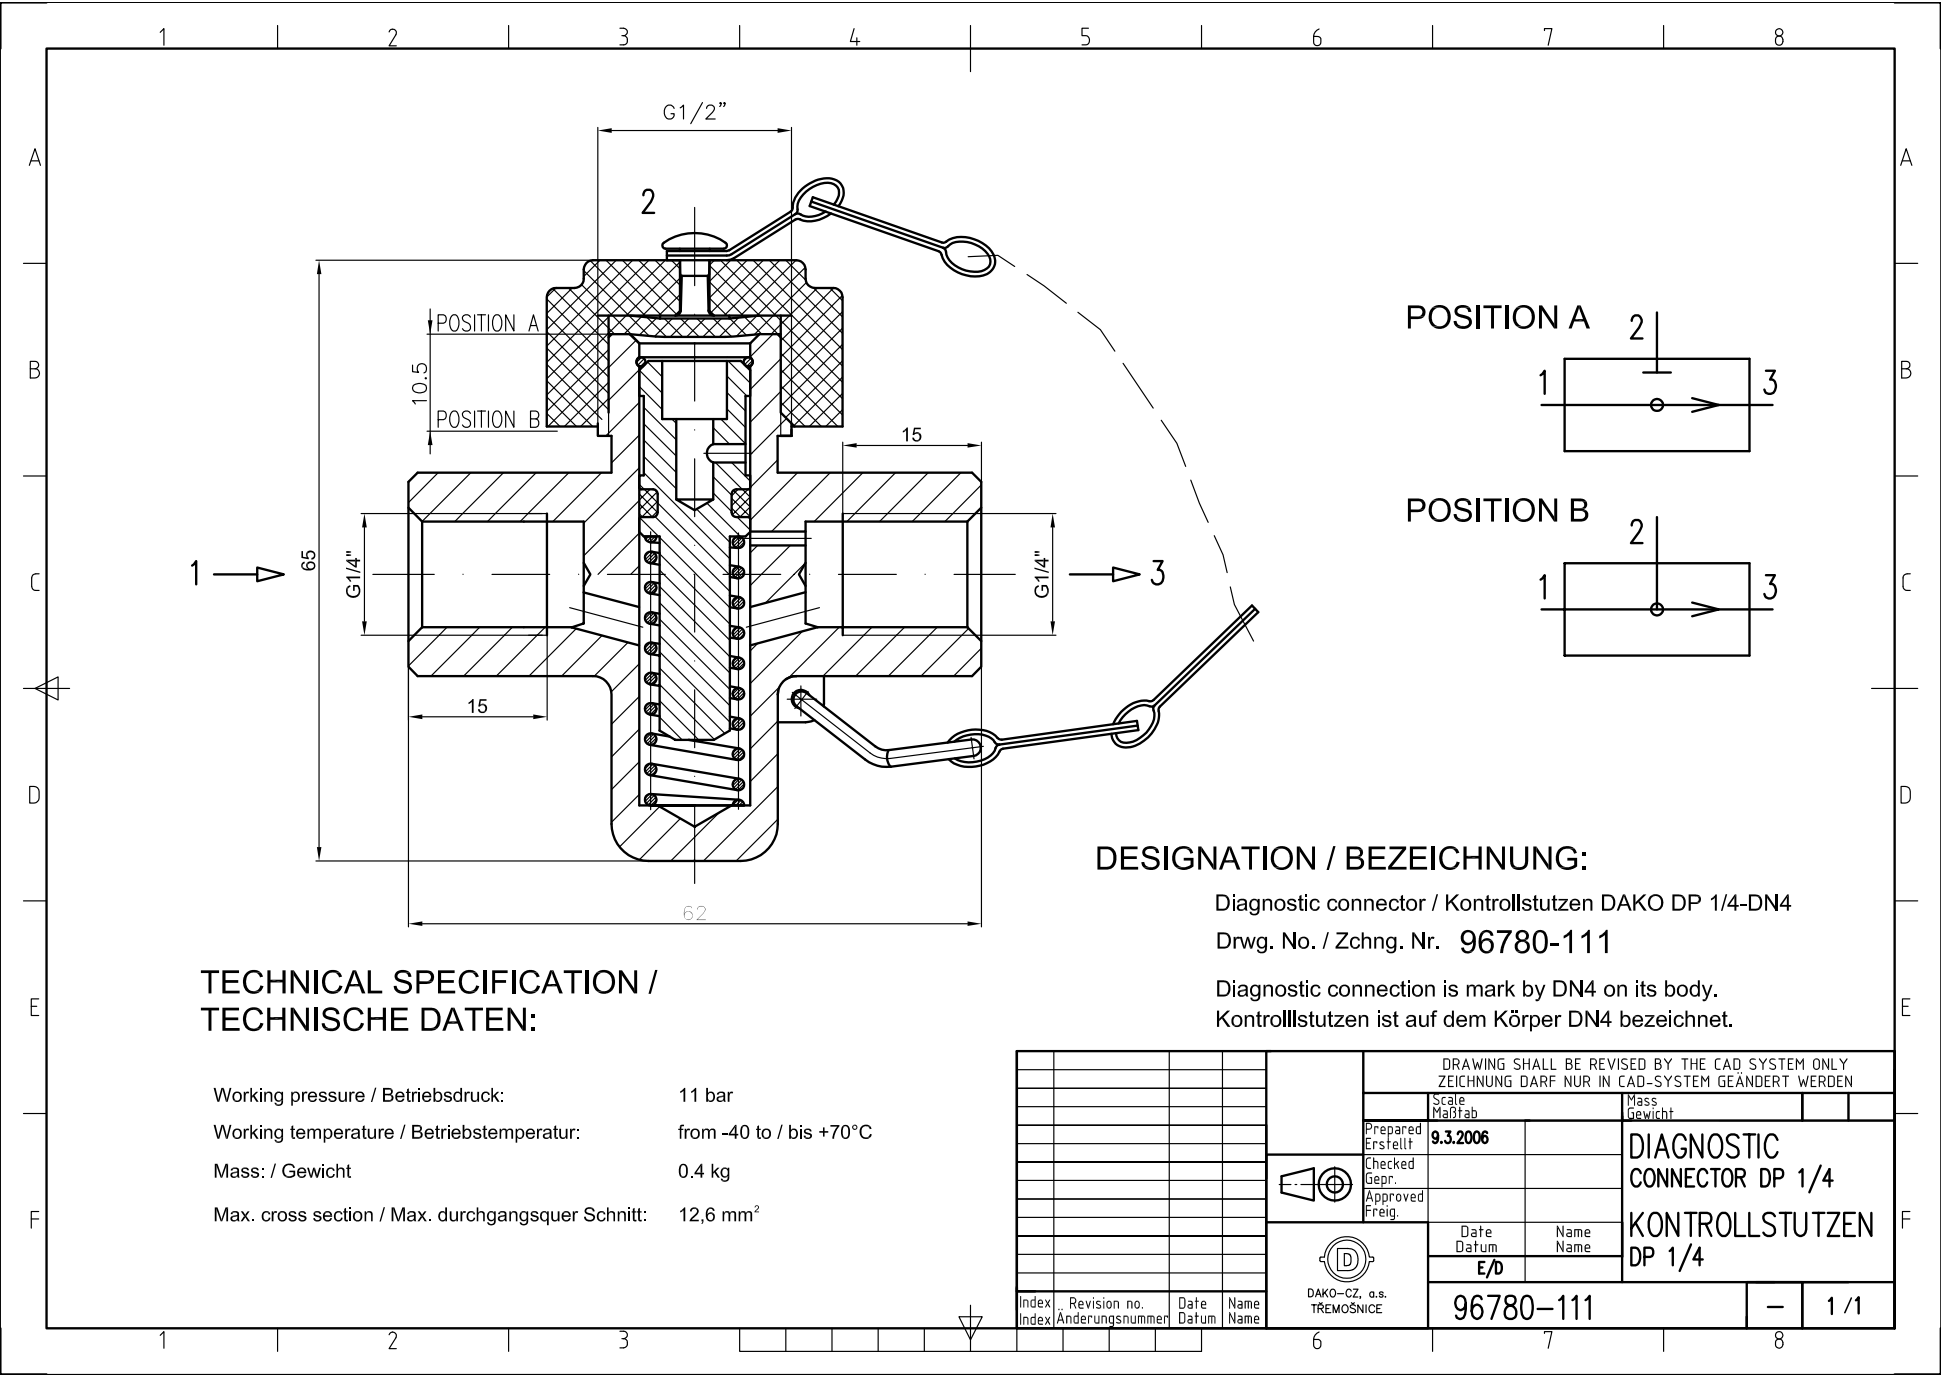 1 2 3 4 5 6 7 8
A
B
C
D
E
F
A
B
C
D
E
F
G1/2"
2
POSITION A
10.5
POSITION B
65
G1/4"
1
15
15
G1/4"
3
62
POSITION A
2
1
3
POSITION B
2
1
3
DESIGNATION / BEZEICHNUNG:
Diagnostic connector / Kontrollstutzen DAKO DP 1/4-DN4
Drwg. No. / Zchng. Nr. 96780-111
Diagnostic connection is mark by DN4 on its body.
Kontrolllstutzen ist auf dem Körper DN4 bezeichnet.
TECHNICAL SPECIFICATION /
TECHNISCHE DATEN:
Working pressure / Betriebsdruck: 11 bar
Working temperature / Betriebstemperatur: from -40 to / bis +70°C
Mass: / Gewicht 0.4 kg
Max. cross section / Max. durchgangsquer Schnitt: 12,6 mm²
DRAWING SHALL BE REVISED BY THE CAD SYSTEM ONLY
ZEICHNUNG DARF NUR IN CAD-SYSTEM GEÄNDERT WERDEN
Scale
Maßtab
Mass
Gewicht
Prepared
Erstellt
9.3.2006
Checked
Gepr.
Approved
Freig.
DIAGNOSTIC
CONNECTOR DP 1/4
KONTROLLSTUTZEN
DP 1/4
Date
Datum
Name
Name
E/D
D
DAKO-CZ, a.s.
TŘEMOŠNICE
96780-111
–
1 /1
Index
Index
Revision no.
Änderungsnummer
Date
Datum
Name
Name
1 2 3 6 7 8